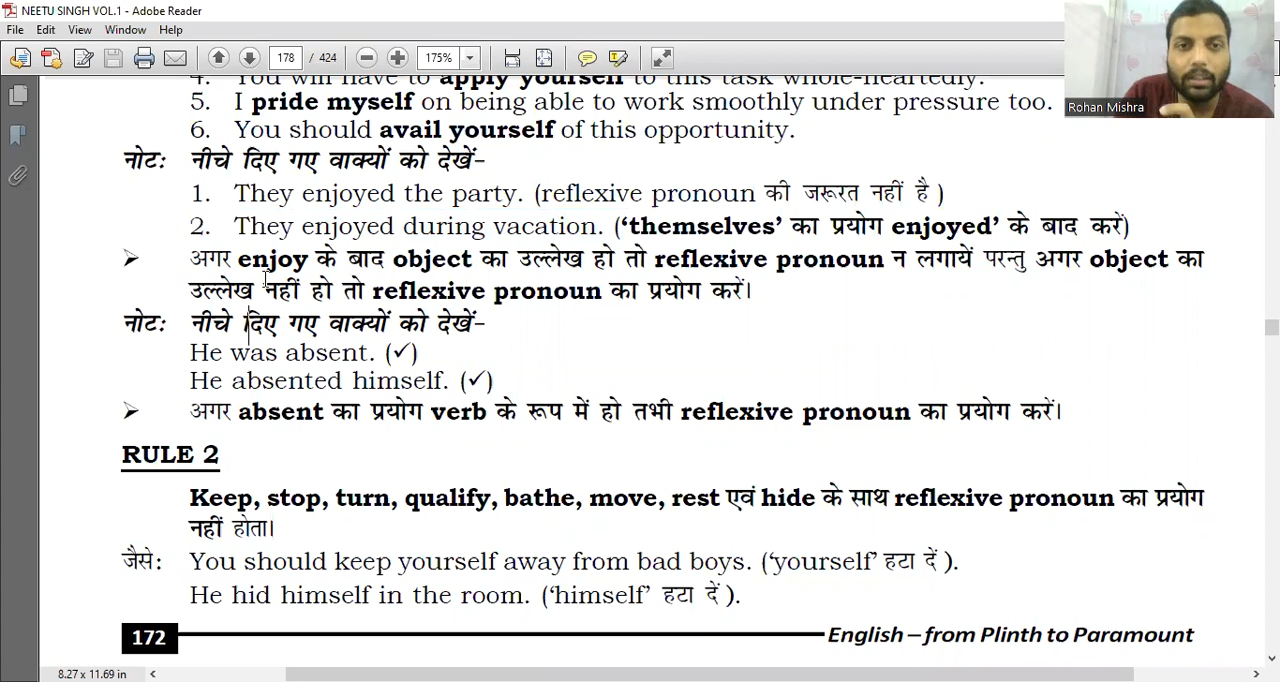 NEETU SINGH VOL.1 - Adobe Reader
File Edit View Window Help
178 / 424 175%
Rohan Mishra
4. You will have to apply yourself to this task whole-heartedly.
5. I pride myself on being able to work smoothly under pressure too.
6. You should avail yourself of this opportunity.
नोट: नीचे दिए गए वाक्यों को देखें-
1. They enjoyed the party. (reflexive pronoun की जरूरत नहीं है )
2. They enjoyed during vacation. (‘themselves’ का प्रयोग enjoyed’ के बाद करें)
➢ अगर enjoy के बाद object का उल्लेख हो तो reflexive pronoun न लगायें परन्तु अगर object का
उल्लेख नहीं हो तो reflexive pronoun का प्रयोग करें।
नोट: नीचे दिए गए वाक्यों को देखें-
He was absent. (✓)
He absented himself. (✓)
➢ अगर absent का प्रयोग verb के रूप में हो तभी reflexive pronoun का प्रयोग करें।
RULE 2
Keep, stop, turn, qualify, bathe, move, rest एवं hide के साथ reflexive pronoun का प्रयोग
नहीं होता।
जैसे: You should keep yourself away from bad boys. (‘yourself’ हटा दें ).
He hid himself in the room. (‘himself’ हटा दें ).
172 English – from Plinth to Paramount
8.27 x 11.69 in